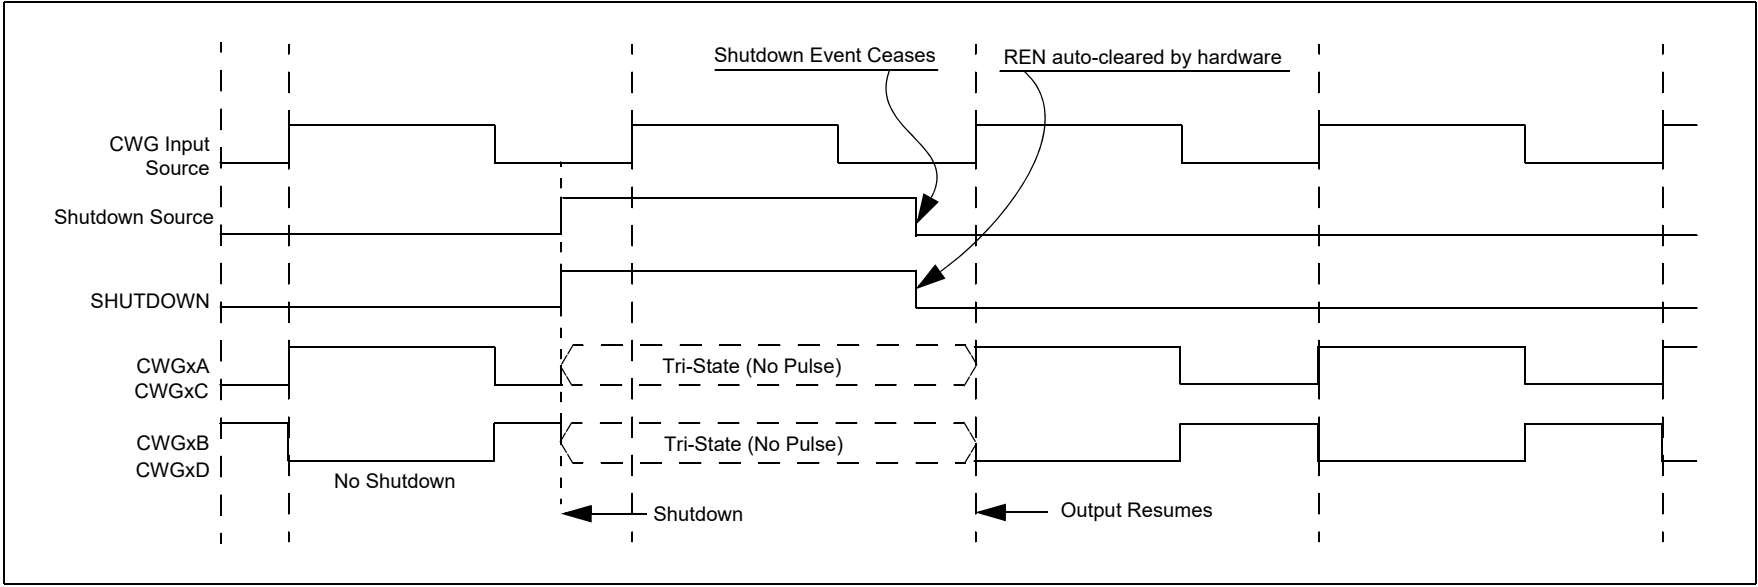 Shutdown Event Ceases
REN auto-cleared by hardware
CWG Input
Source
Shutdown Source
SHUTDOWN
CWGxA
CWGxC
Tri-State (No Pulse)
CWGxB
CWGxD
Tri-State (No Pulse)
No Shutdown
Shutdown
Output Resumes